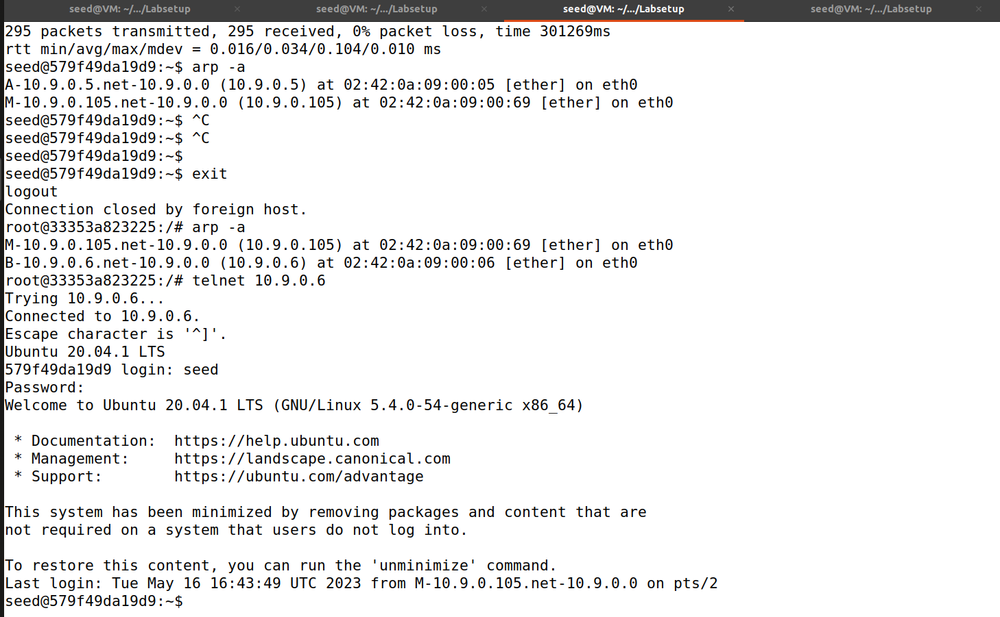 seed@VM: ~/.../Labsetup × seed@VM: ~/.../Labsetup × seed@VM: ~/.../Labsetup × seed@VM: ~/.../Labsetup ×
295 packets transmitted, 295 received, 0% packet loss, time 301269ms
rtt min/avg/max/mdev = 0.016/0.034/0.104/0.010 ms
seed@579f49da19d9:~$ arp -a
A-10.9.0.5.net-10.9.0.0 (10.9.0.5) at 02:42:0a:09:00:05 [ether] on eth0
M-10.9.0.105.net-10.9.0.0 (10.9.0.105) at 02:42:0a:09:00:69 [ether] on eth0
seed@579f49da19d9:~$ ^C
seed@579f49da19d9:~$ ^C
seed@579f49da19d9:~$
seed@579f49da19d9:~$ exit
logout
Connection closed by foreign host.
root@33353a823225:/# arp -a
M-10.9.0.105.net-10.9.0.0 (10.9.0.105) at 02:42:0a:09:00:69 [ether] on eth0
B-10.9.0.6.net-10.9.0.0 (10.9.0.6) at 02:42:0a:09:00:06 [ether] on eth0
root@33353a823225:/# telnet 10.9.0.6
Trying 10.9.0.6...
Connected to 10.9.0.6.
Escape character is '^]'.
Ubuntu 20.04.1 LTS
579f49da19d9 login: seed
Password:
Welcome to Ubuntu 20.04.1 LTS (GNU/Linux 5.4.0-54-generic x86_64)
* Documentation:  https://help.ubuntu.com
* Management:     https://landscape.canonical.com
* Support:        https://ubuntu.com/advantage
This system has been minimized by removing packages and content that are
not required on a system that users do not log into.
To restore this content, you can run the 'unminimize' command.
Last login: Tue May 16 16:43:49 UTC 2023 from M-10.9.0.105.net-10.9.0.0 on pts/2
seed@579f49da19d9:~$